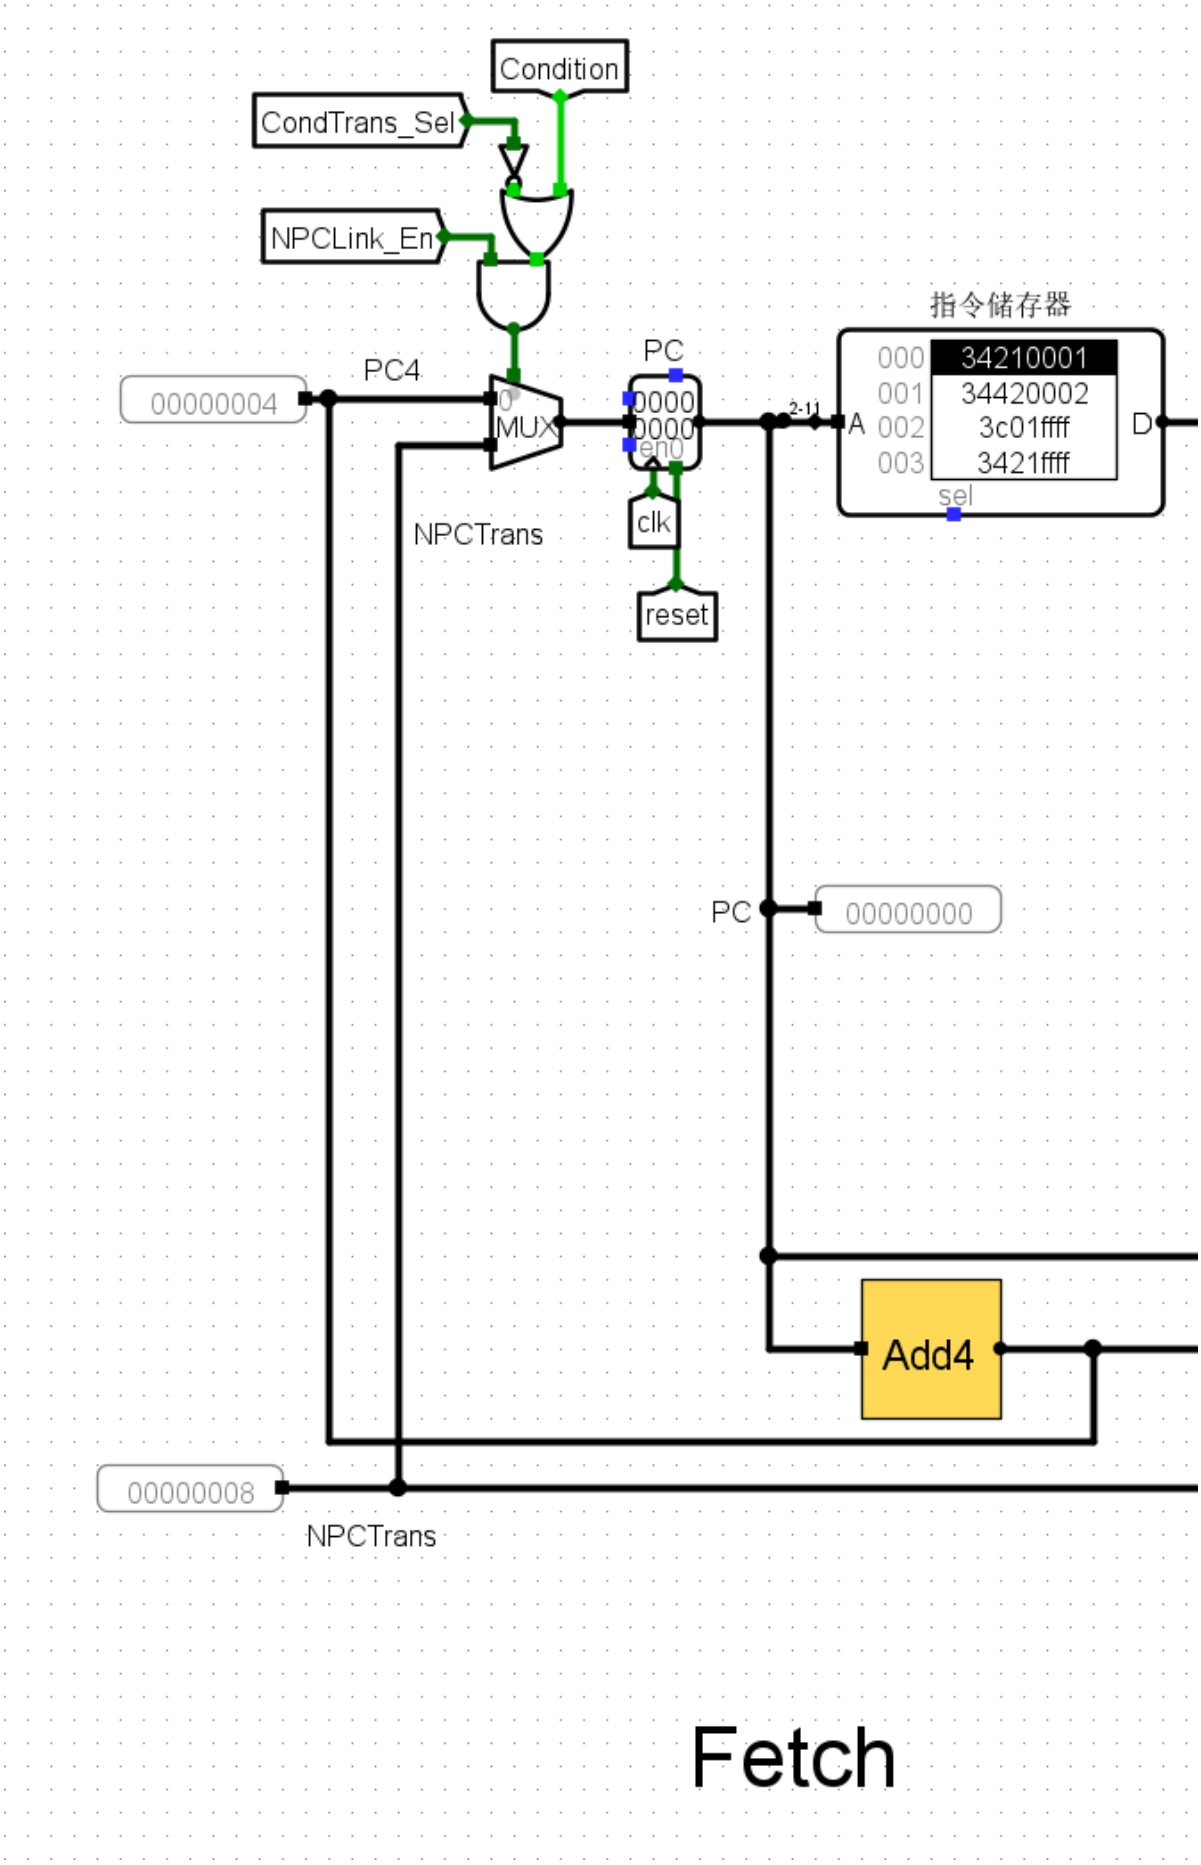 Condition
CondTrans_Sel
NPCLink_En
指令储存器
PC4
PC
00000004
0
MUX
0000
0000
en0
2-11
A
000 34210001
001 34420002
002 3c01ffff
003 3421ffff
D
sel
clk
NPCTrans
reset
PC
00000000
Add4
00000008
NPCTrans
Fetch